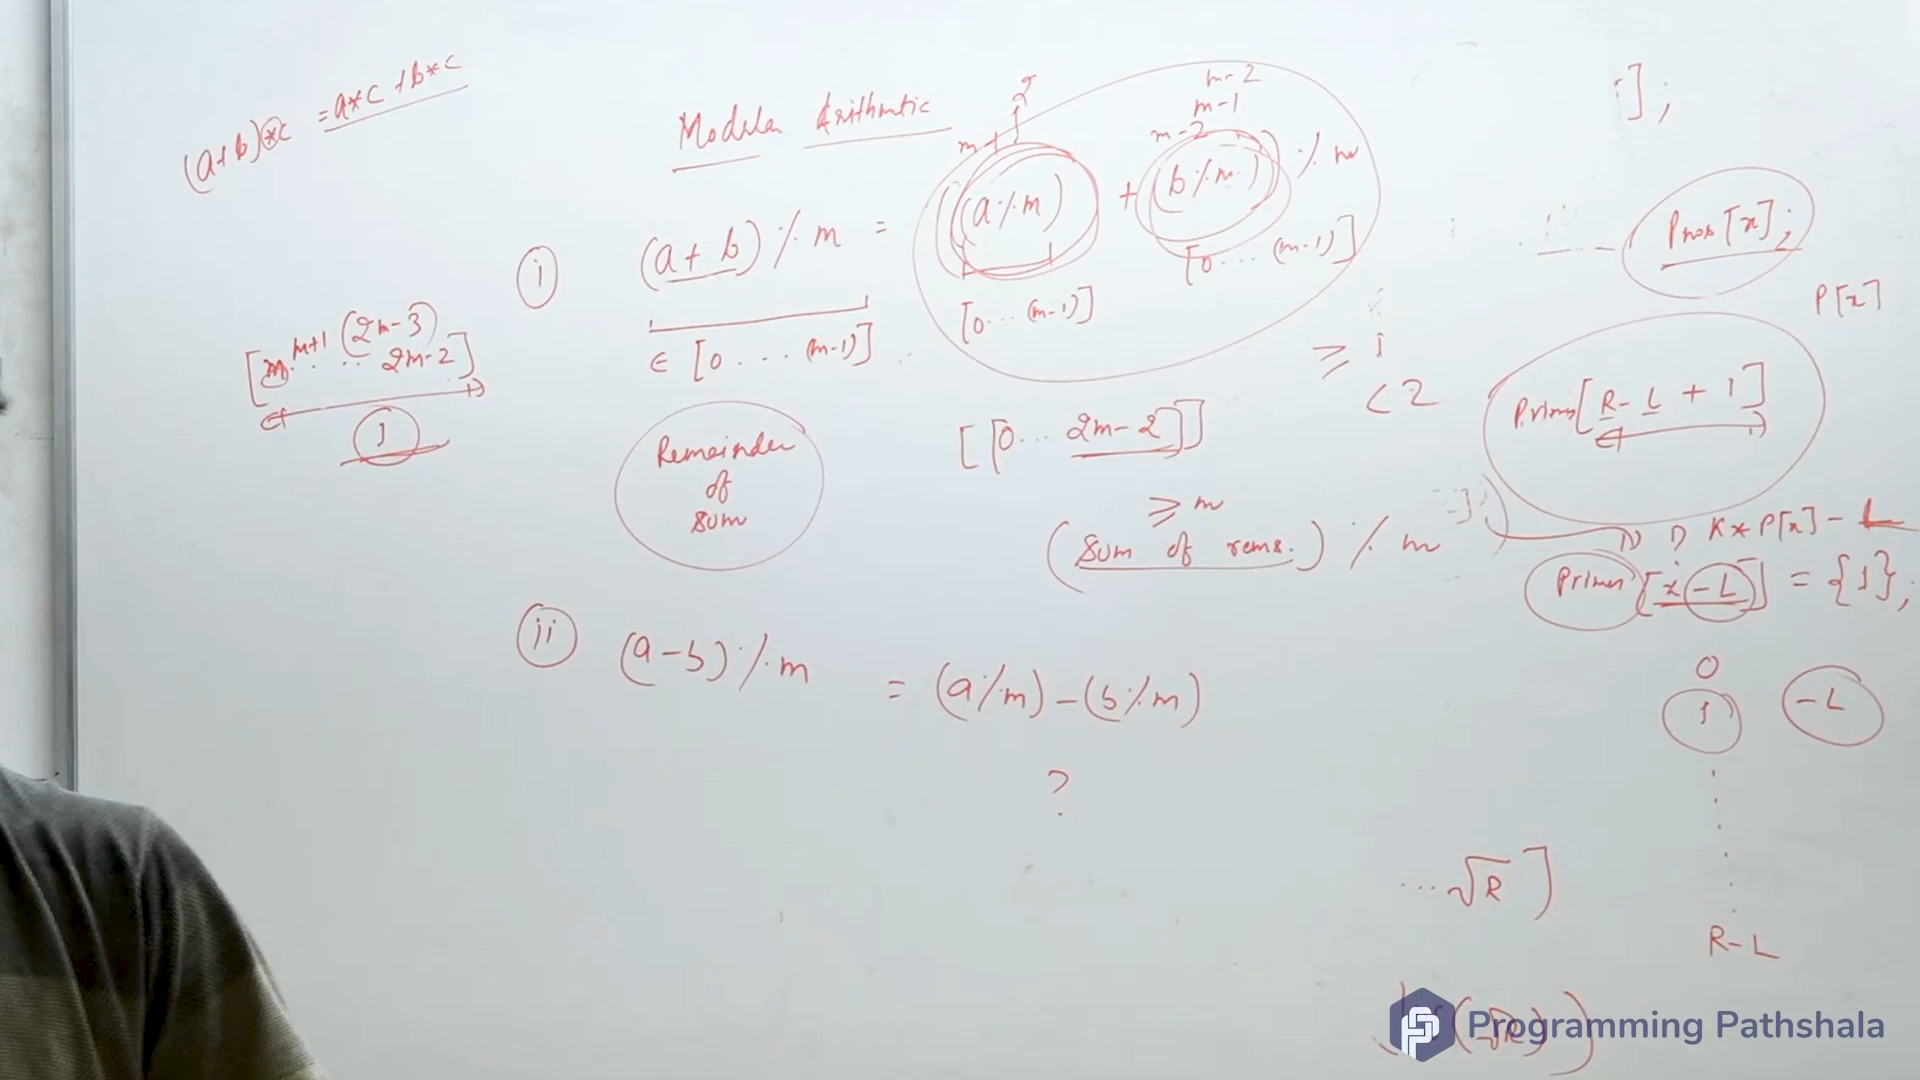 (a+b)*c = a*c + b*c
Modular Arithmetic
2
m-1
m-2
m-1
m-2
(i) (a+b)%m = ((a%m) + (b%m))%m
∈ [0...(m-1)]
[0...(m-1)]
[0...(m-1)]
[m m+1 (2m-3)
... 2m-2]
1
Remainder
of
sum
[[0... 2m-2]]
≥ m
(Sum of rems.) % m
≥ 1
< 2
(ii) (a-b)%m = (a%m) - (b%m)
?
];
P[x]
Primes[R-L+1]
K*P[x]-L
Primes[x-L] = {1};
0
1
-L
R-L
...√R]
(√R)
Programming Pathshala